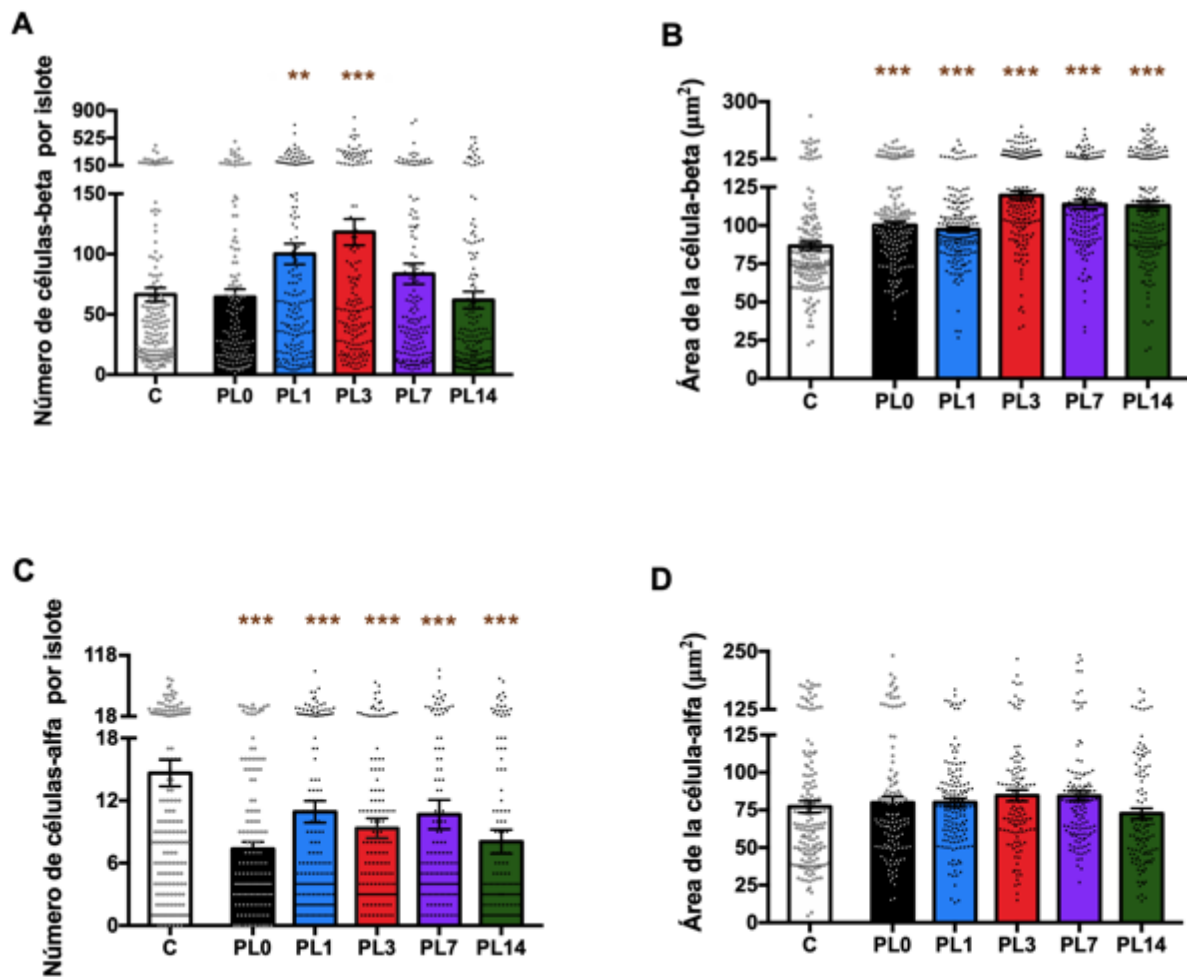 A
** ***
Número de células-beta por islote
900
525
150
150
100
50
0
C PL0 PL1 PL3 PL7 PL14
B
*** *** *** *** ***
Área de la célula-beta (µm²)
300
125
125
100
75
50
25
0
C PL0 PL1 PL3 PL7 PL14
C
*** *** *** *** ***
Número de células-alfa por islote
118
18
18
12
6
0
C PL0 PL1 PL3 PL7 PL14
D
Área de la célula-alfa (µm²)
250
125
125
100
75
50
25
0
C PL0 PL1 PL3 PL7 PL14